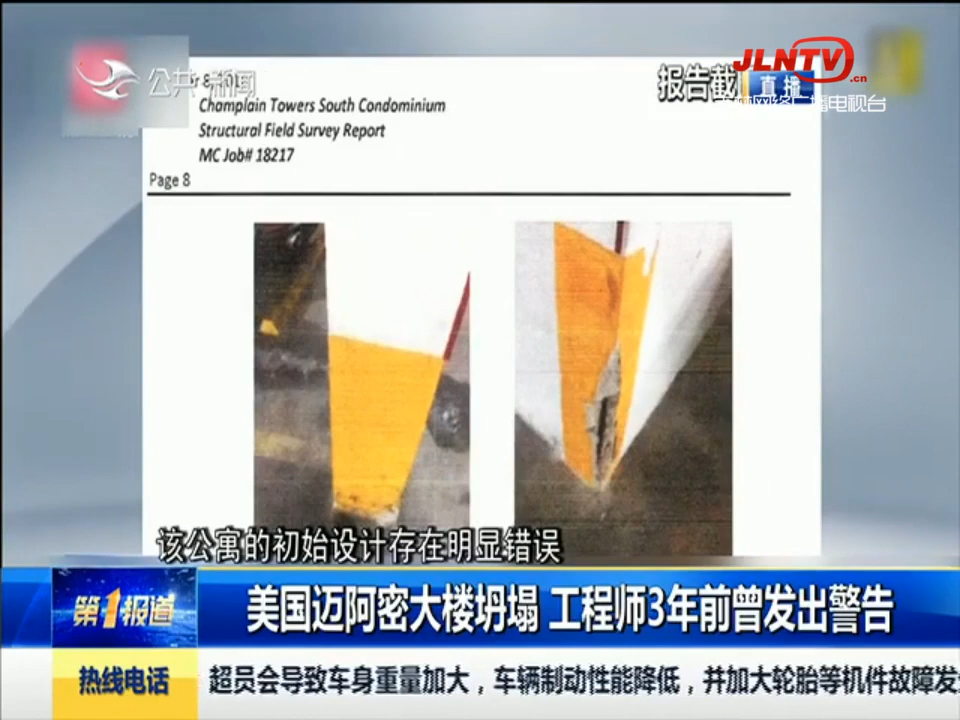 公共·新闻
JLNTV.cn
报告截
直播
Champlain Towers South Condominium
Structural Field Survey Report
MC Job# 18217
Page 8
该公寓的初始设计存在明显错误
第1报道
美国迈阿密大楼坍塌 工程师3年前曾发出警告
热线电话
超员会导致车身重量加大，车辆制动性能降低，并加大轮胎等机件故障发